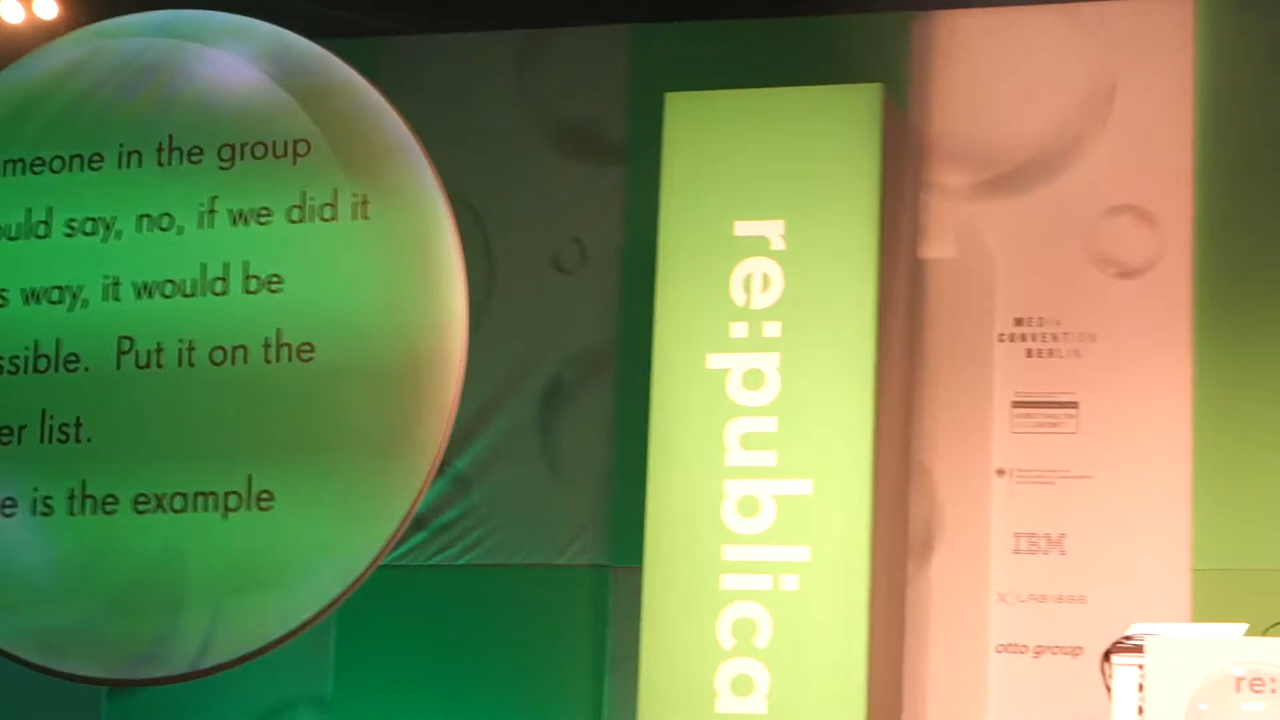 meone in the group
uld say, no, if we did it
s way, it would be
ssible. Put it on the
er list.
e is the example
re:publica
MEDIA
CONVENTION
BERLIN
IBM
otto group
re: